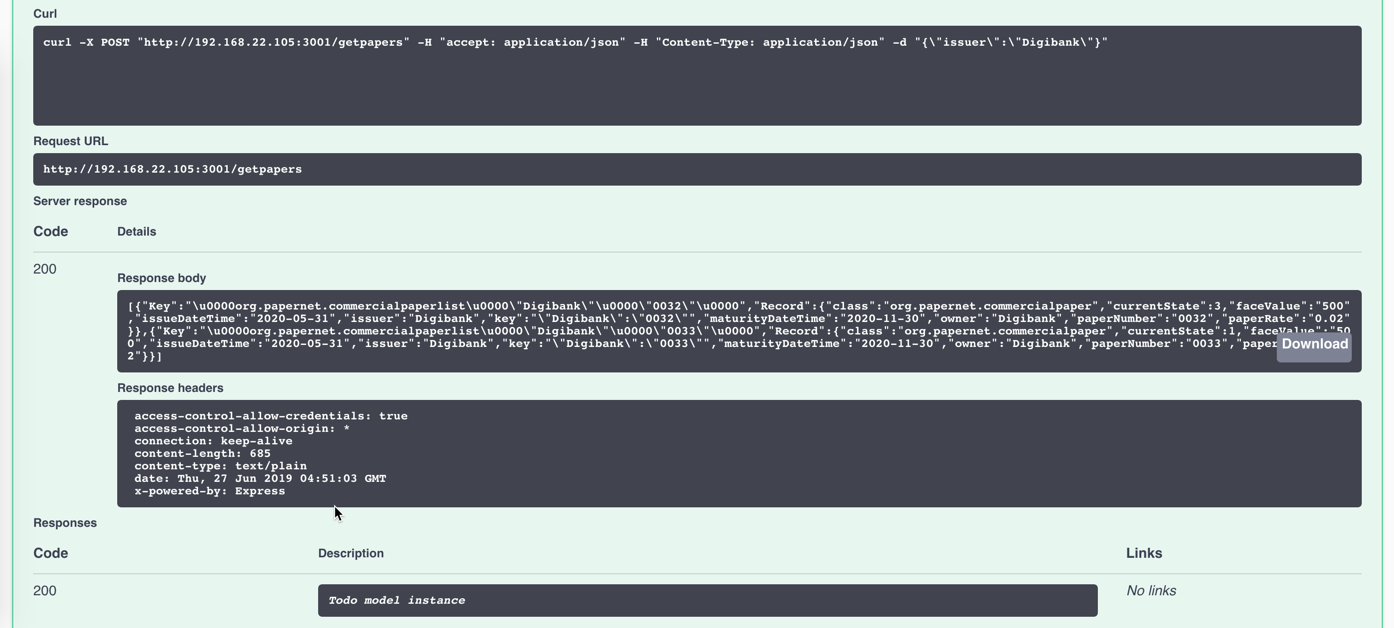 Curl
curl -X POST "http://192.168.22.105:3001/getpapers" -H "accept: application/json" -H "Content-Type: application/json" -d "{\"issuer\":\"Digibank\"}"
Request URL
http://192.168.22.105:3001/getpapers
Server response
Code Details
200
Response body
[{"Key":"\u0000org.papernet.commercialpaperlist\u0000\"Digibank\"\u0000\"0032\"\u0000","Record":{"class":"org.papernet.commercialpaper","currentState":3,"faceValue":"500"
,"issueDateTime":"2020-05-31","issuer":"Digibank","key":"\"Digibank\":\"0032\"","maturityDateTime":"2020-11-30","owner":"Digibank","paperNumber":"0032","paperRate":"0.02"
}},{"Key":"\u0000org.papernet.commercialpaperlist\u0000\"Digibank\"\u0000\"0033\"\u0000","Record":{"class":"org.papernet.commercialpaper","currentState":1,"faceValue":"50
0","issueDateTime":"2020-05-31","issuer":"Digibank","key":"\"Digibank\":\"0033\"","maturityDateTime":"2020-11-30","owner":"Digibank","paperNumber":"0033","paper
Download
2"}}]
Response headers
access-control-allow-credentials: true
access-control-allow-origin: *
connection: keep-alive
content-length: 685
content-type: text/plain
date: Thu, 27 Jun 2019 04:51:03 GMT
x-powered-by: Express
Responses
Code Description Links
200 Todo model instance No links